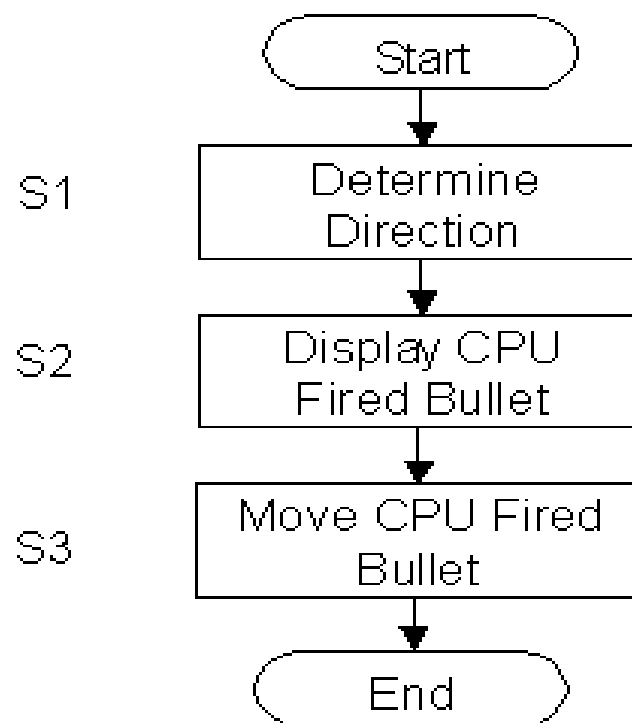 Start
S1
Determine
Direction
S2
Display CPU
Fired Bullet
S3
Move CPU Fired
Bullet
End